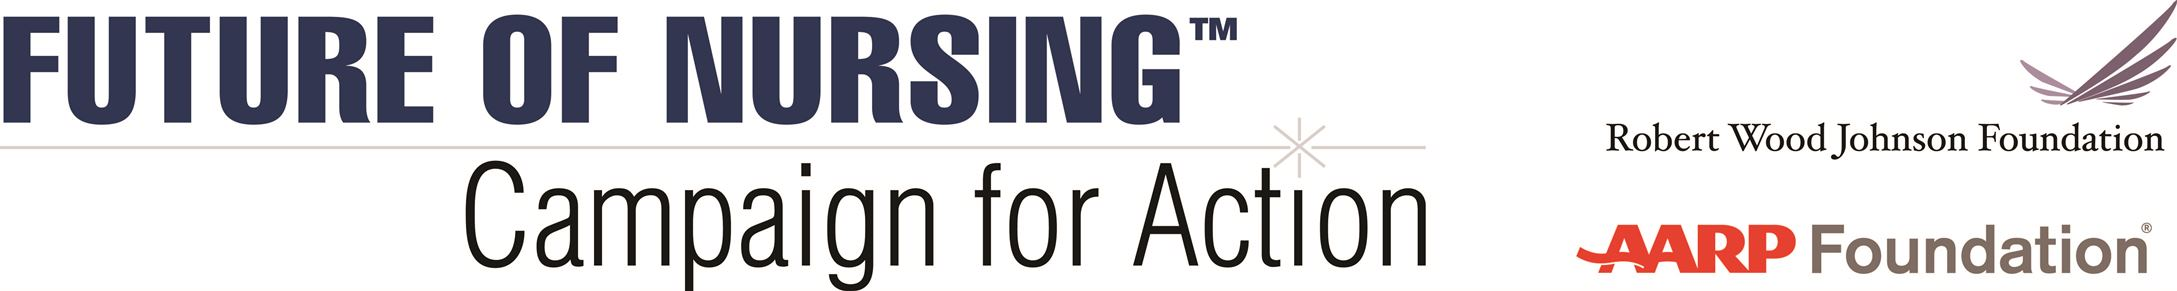 FUTURE OF NURSING™
Campaign for Action
Robert Wood Johnson Foundation
AARP Foundation®